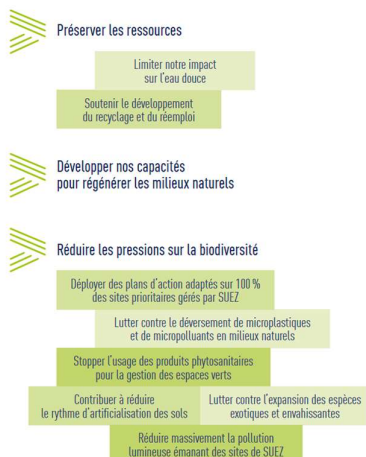 Préserver les ressources
Limiter notre impact
sur l'eau douce
Soutenir le développement
du recyclage et du réemploi
Développer nos capacités
pour régénérer les milieux naturels
Réduire les pressions sur la biodiversité
Déployer des plans d'action adaptés sur 100 %
des sites prioritaires gérés par SUEZ
Lutter contre le déversement de microplastiques
et de micropolluants en milieux naturels
Stopper l'usage des produits phytosanitaires
pour la gestion des espaces verts
Contribuer à réduire
le rythme d'artificialisation des sols
Lutter contre l'expansion des espèces
exotiques et envahissantes
Réduire massivement la pollution
lumineuse émanant des sites de SUEZ